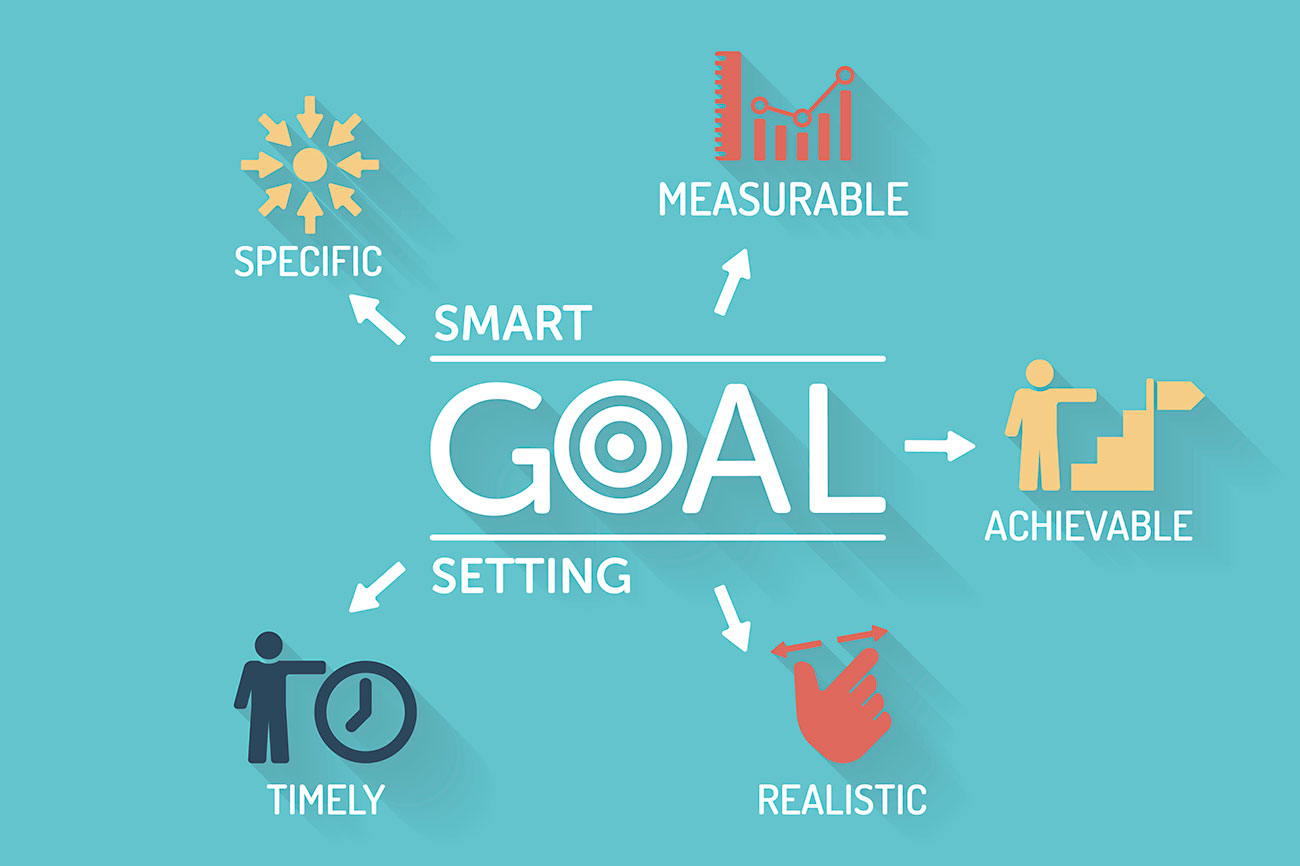 SPECIFIC
MEASURABLE
SMART
GOAL
SETTING
ACHIEVABLE
TIMELY
REALISTIC